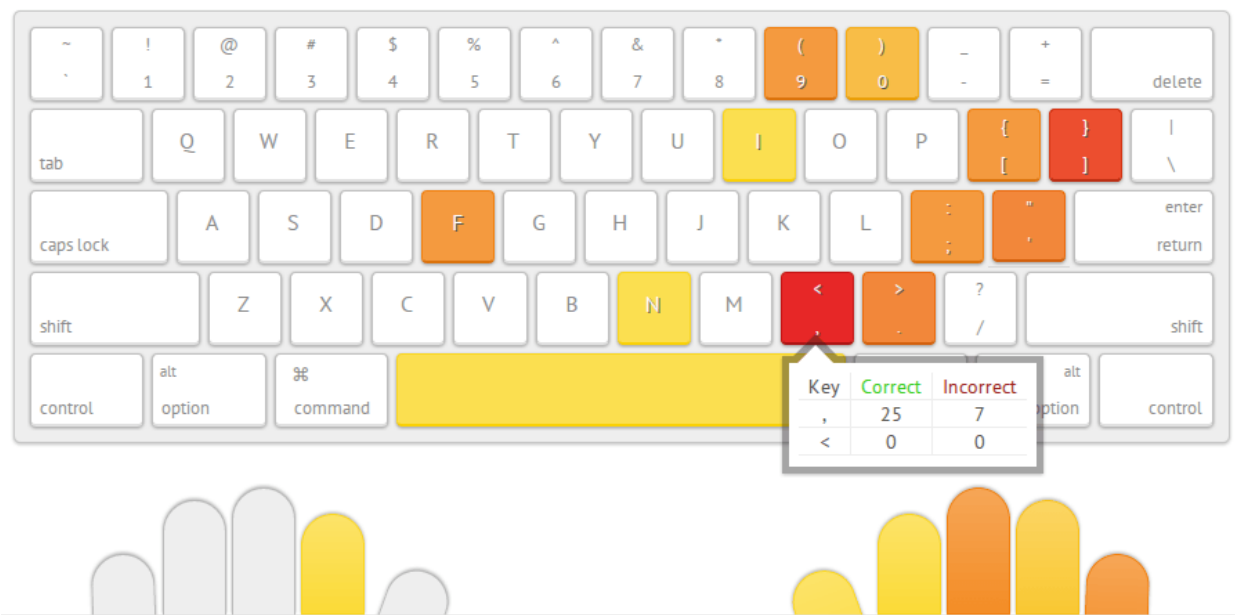 ~ ! @ # $ % ^ & * ( ) _ +
` 1 2 3 4 5 6 7 8 9 0 - = delete
tab Q W E R T Y U I O P { [ } ] | \
caps lock A S D F G H J K L : ; " ' enter return
shift Z X C V B N M < , > . ? / shift
alt ⌘ alt
control option command option control
Key Correct Incorrect
, 25 7
< 0 0